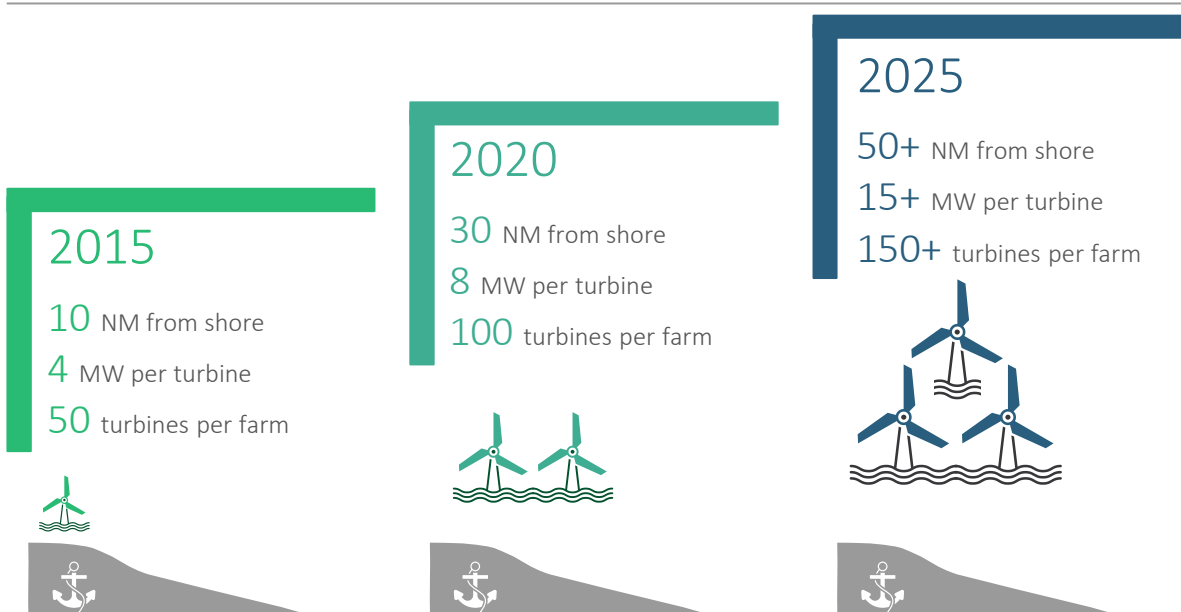 2015
10 NM from shore
4 MW per turbine
50 turbines per farm
2020
30 NM from shore
8 MW per turbine
100 turbines per farm
2025
50+ NM from shore
15+ MW per turbine
150+ turbines per farm